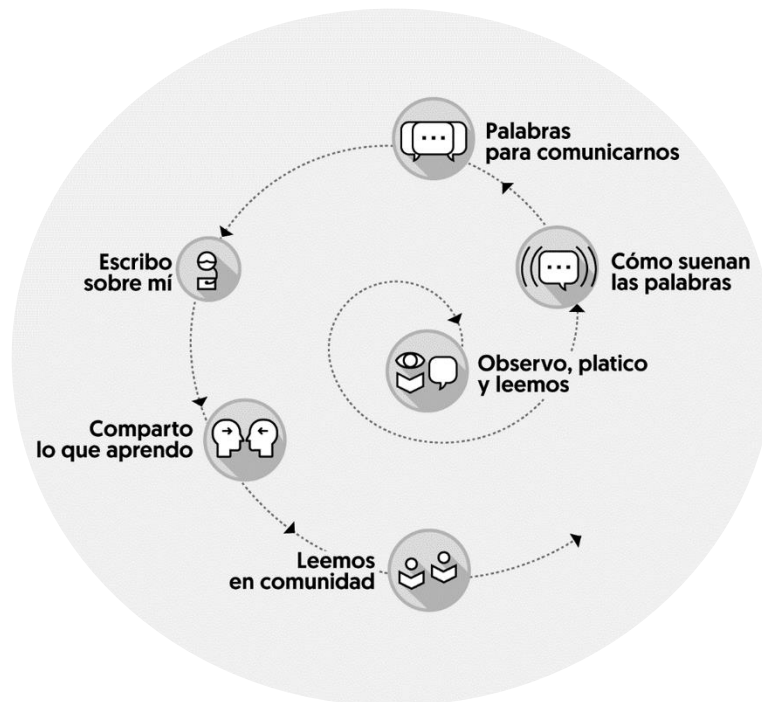 Palabras
para comunicarnos
Escribo
sobre mí
Cómo suenan
las palabras
Observo, platico
y leemos
Comparto
lo que aprendo
Leemos
en comunidad